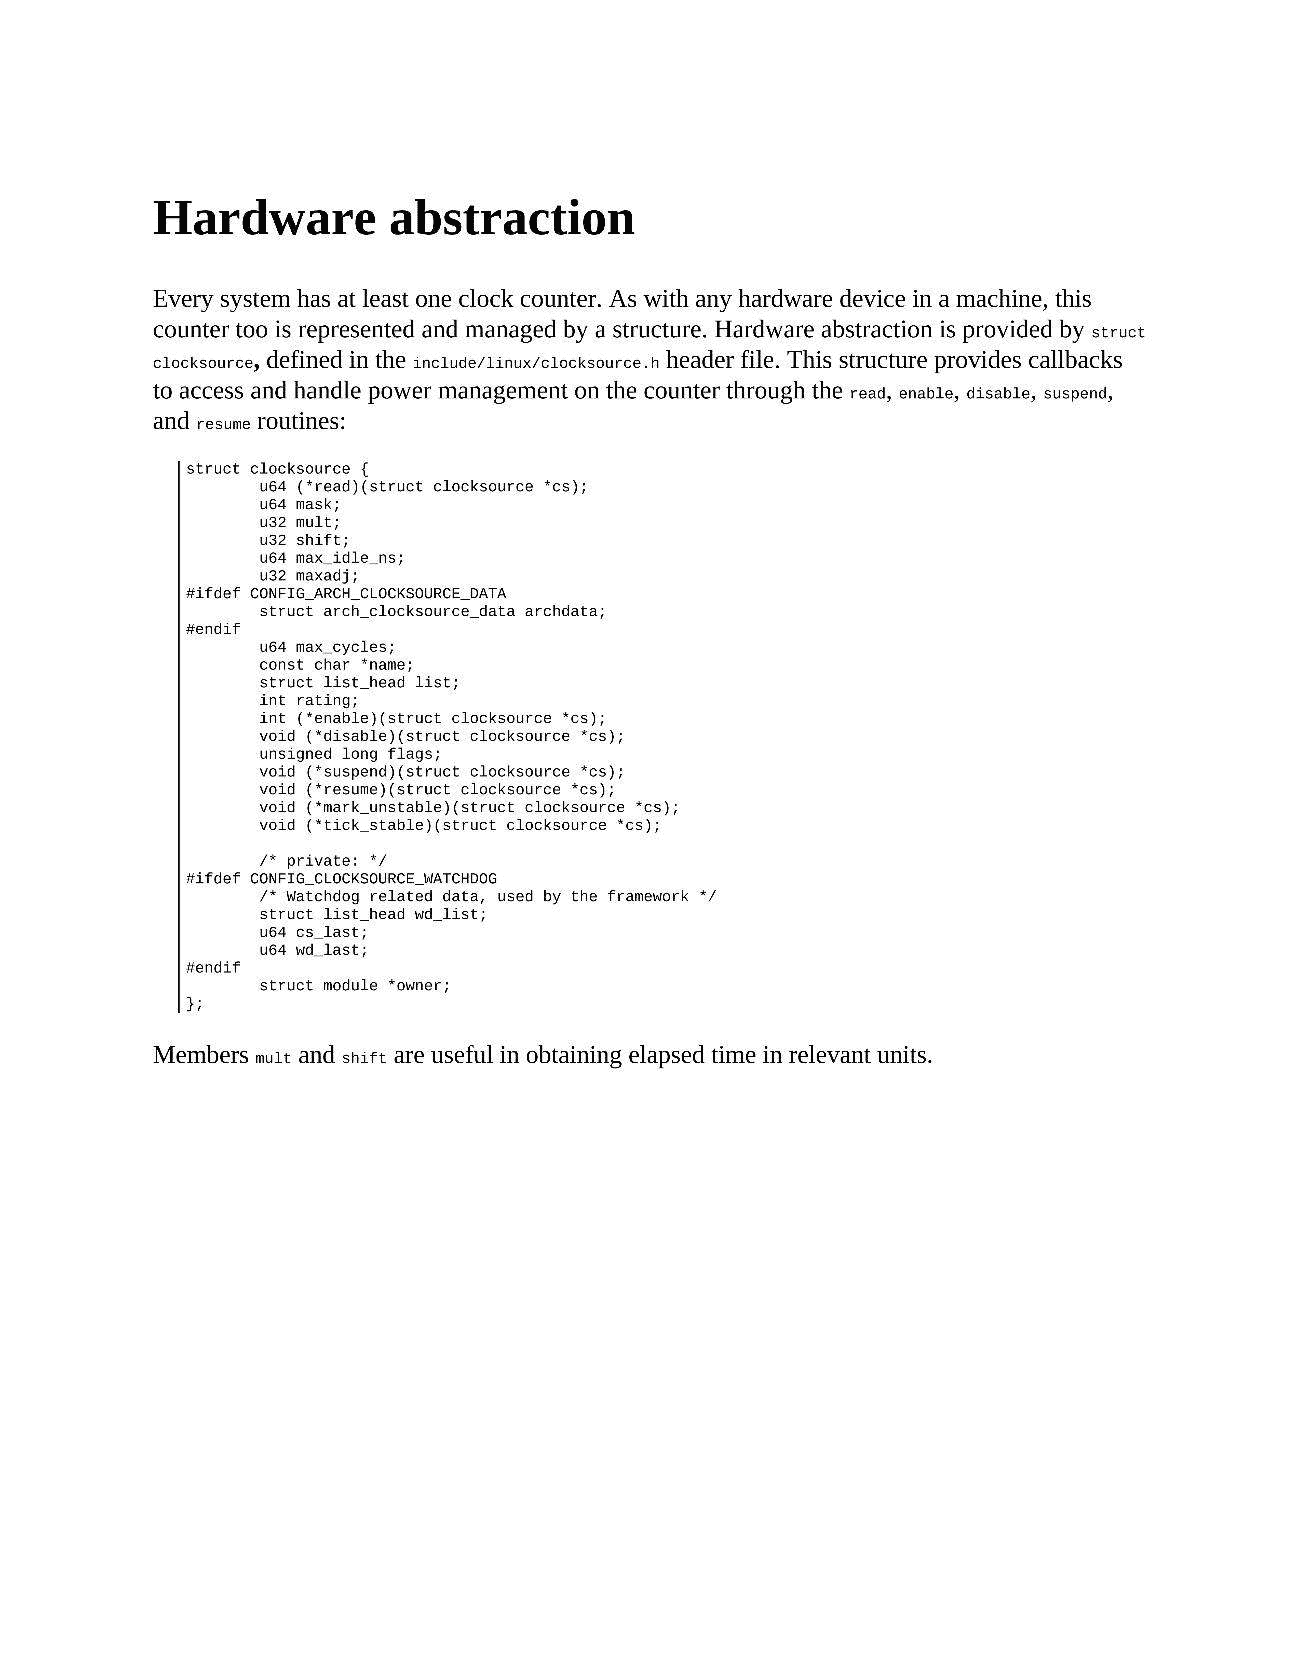 Hardware abstraction
Every system has at least one clock counter. As with any hardware device in a machine, this
counter too is represented and managed by a structure. Hardware abstraction is provided by struct
clocksource, defined in the include/linux/clocksource.h header file. This structure provides callbacks
to access and handle power management on the counter through the read, enable, disable, suspend,
and resume routines:
struct clocksource {
        u64 (*read)(struct clocksource *cs);
        u64 mask;
        u32 mult;
        u32 shift;
        u64 max_idle_ns;
        u32 maxadj;
#ifdef CONFIG_ARCH_CLOCKSOURCE_DATA
        struct arch_clocksource_data archdata;
#endif
        u64 max_cycles;
        const char *name;
        struct list_head list;
        int rating;
        int (*enable)(struct clocksource *cs);
        void (*disable)(struct clocksource *cs);
        unsigned long flags;
        void (*suspend)(struct clocksource *cs);
        void (*resume)(struct clocksource *cs);
        void (*mark_unstable)(struct clocksource *cs);
        void (*tick_stable)(struct clocksource *cs);
        /* private: */
#ifdef CONFIG_CLOCKSOURCE_WATCHDOG
        /* Watchdog related data, used by the framework */
        struct list_head wd_list;
        u64 cs_last;
        u64 wd_last;
#endif
        struct module *owner;
};
Members mult and shift are useful in obtaining elapsed time in relevant units.